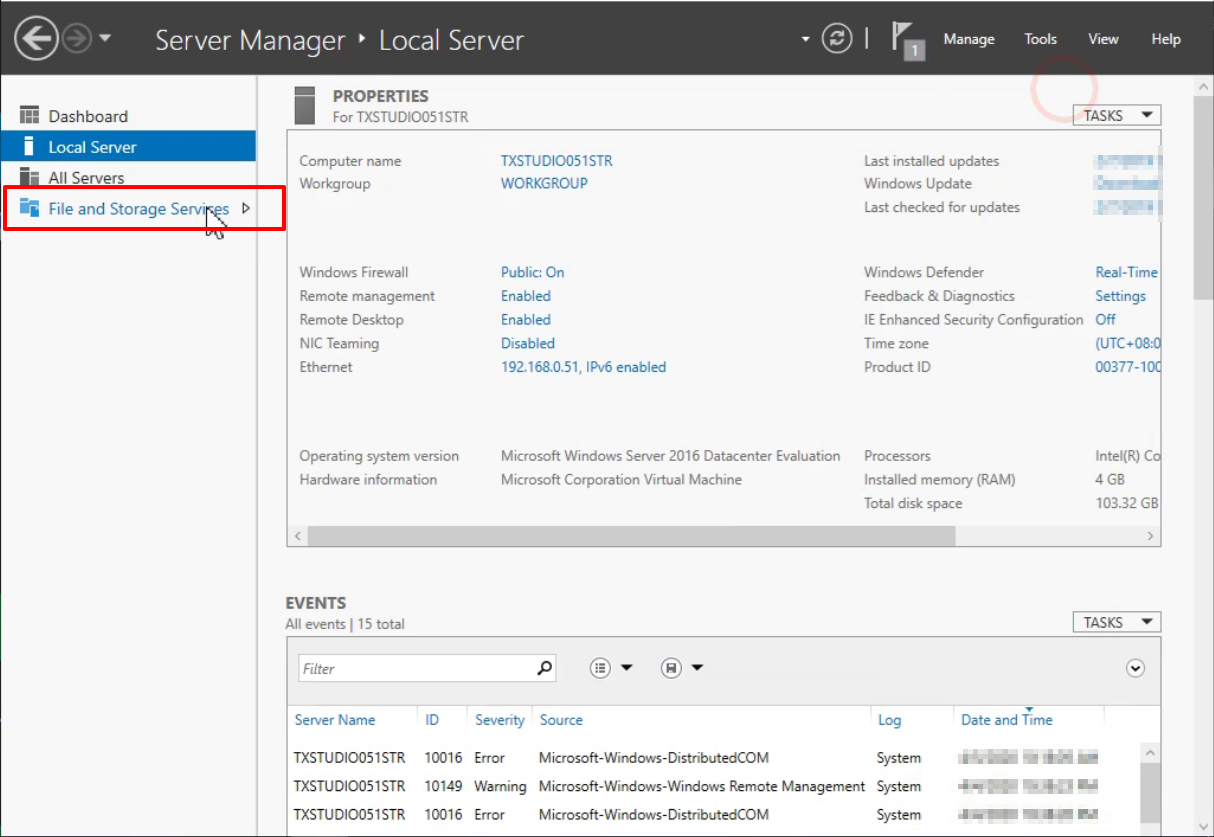 Server Manager ‣ Local Server
1
Manage Tools View Help
Dashboard
Local Server
All Servers
File and Storage Services
PROPERTIES
For TXSTUDIO051STR
TASKS
Computer name TXSTUDIO051STR
Workgroup WORKGROUP
Last installed updates
Windows Update
Last checked for updates
Windows Firewall Public: On
Remote management Enabled
Remote Desktop Enabled
NIC Teaming Disabled
Ethernet 192.168.0.51, IPv6 enabled
Windows Defender Real-Time
Feedback & Diagnostics Settings
IE Enhanced Security Configuration Off
Time zone (UTC+08:0
Product ID 00377-100
Operating system version Microsoft Windows Server 2016 Datacenter Evaluation
Hardware information Microsoft Corporation Virtual Machine
Processors Intel(R) Co
Installed memory (RAM) 4 GB
Total disk space 103.32 GB
EVENTS
All events | 15 total
TASKS
Filter
Server Name ID Severity Source Log Date and Time
TXSTUDIO051STR 10016 Error Microsoft-Windows-DistributedCOM System
TXSTUDIO051STR 10149 Warning Microsoft-Windows-Windows Remote Management System
TXSTUDIO051STR 10016 Error Microsoft-Windows-DistributedCOM System